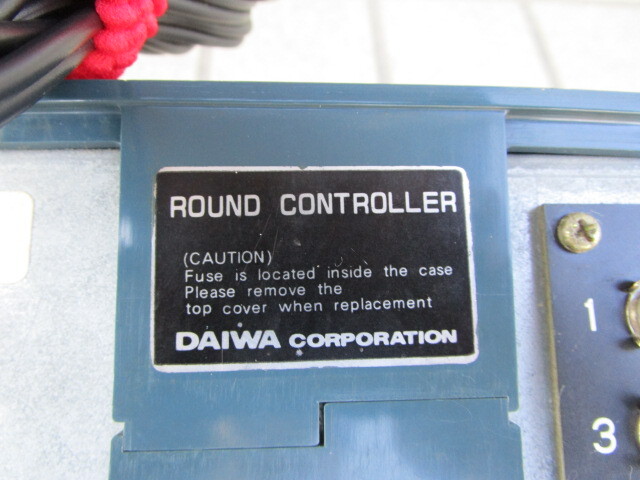 ROUND CONTROLLER
(CAUTION)
Fuse is located inside the case
Please remove the
top cover when replacement
DAIWA CORPORATION
1
3